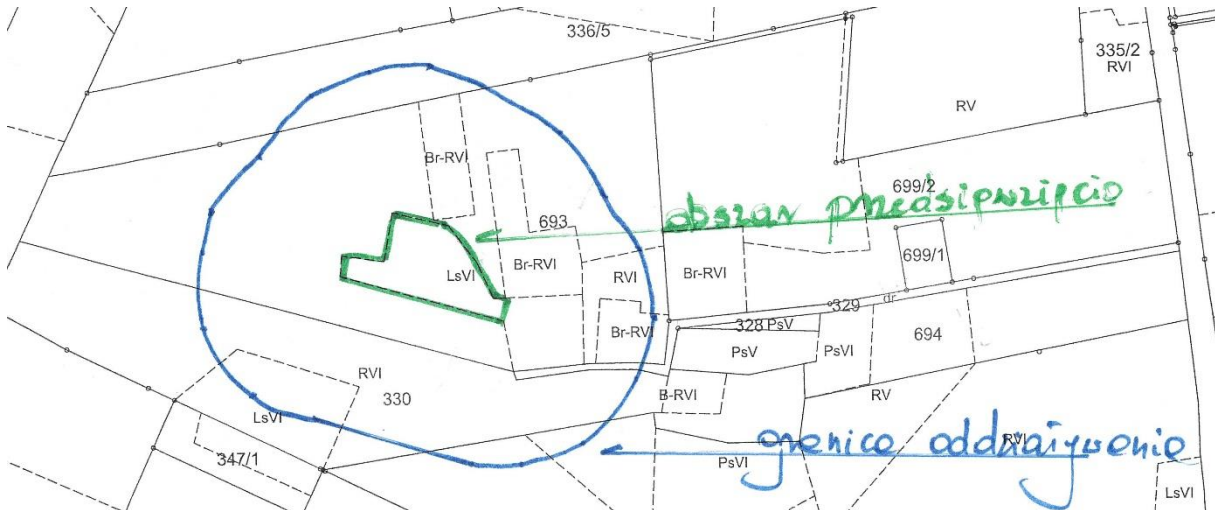 336/5
335/2
RVI
RV
Br-RVI
699/2
obszar przedsięwzięcia
693
699/1
LsVI
Br-RVI
RVI
Br-RVI
dr
329
328 PsV
Br-RVI
PsV
PsVI
694
RVI
330
B-RVI
RV
LsVI
granica oddziaływania
RVI
347/1
PsVI
LsVI